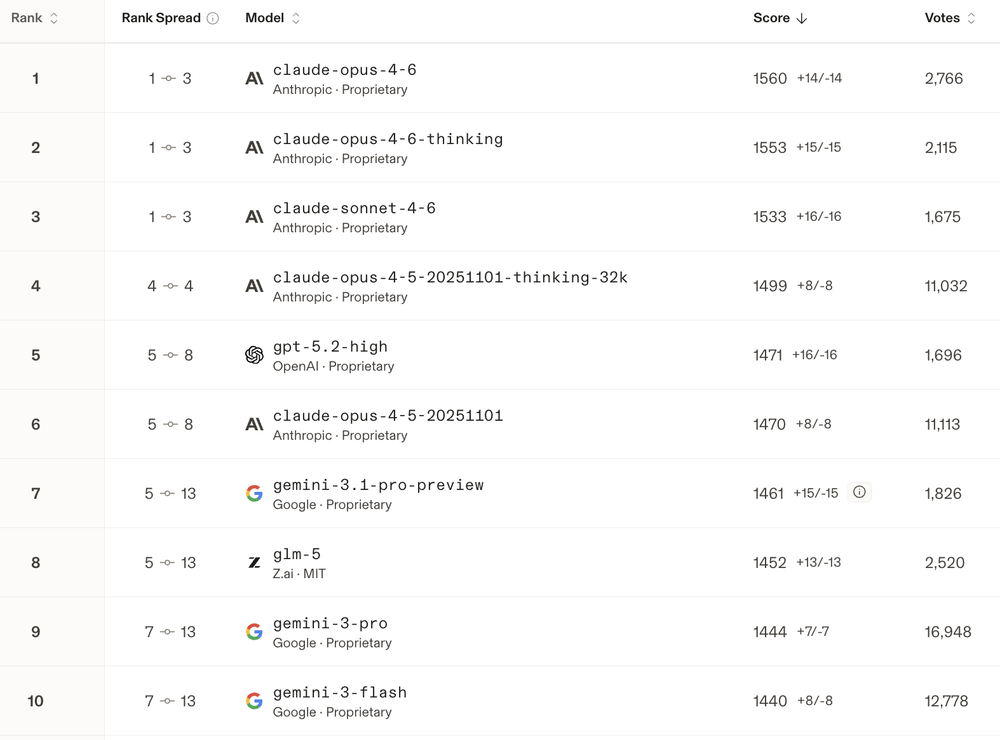 Rank Rank Spread Model Score Votes
1 1 3 claude-opus-4-6 1560 +14/-14 2,766
Anthropic · Proprietary
2 1 3 claude-opus-4-6-thinking 1553 +15/-15 2,115
Anthropic · Proprietary
3 1 3 claude-sonnet-4-6 1533 +16/-16 1,675
Anthropic · Proprietary
4 4 4 claude-opus-4-5-20251101-thinking-32k 1499 +8/-8 11,032
Anthropic · Proprietary
5 5 8 gpt-5.2-high 1471 +16/-16 1,696
OpenAI · Proprietary
6 5 8 claude-opus-4-5-20251101 1470 +8/-8 11,113
Anthropic · Proprietary
7 5 13 gemini-3.1-pro-preview 1461 +15/-15 1,826
Google · Proprietary
8 5 13 glm-5 1452 +13/-13 2,520
Z.ai · MIT
9 7 13 gemini-3-pro 1444 +7/-7 16,948
Google · Proprietary
10 7 13 gemini-3-flash 1440 +8/-8 12,778
Google · Proprietary